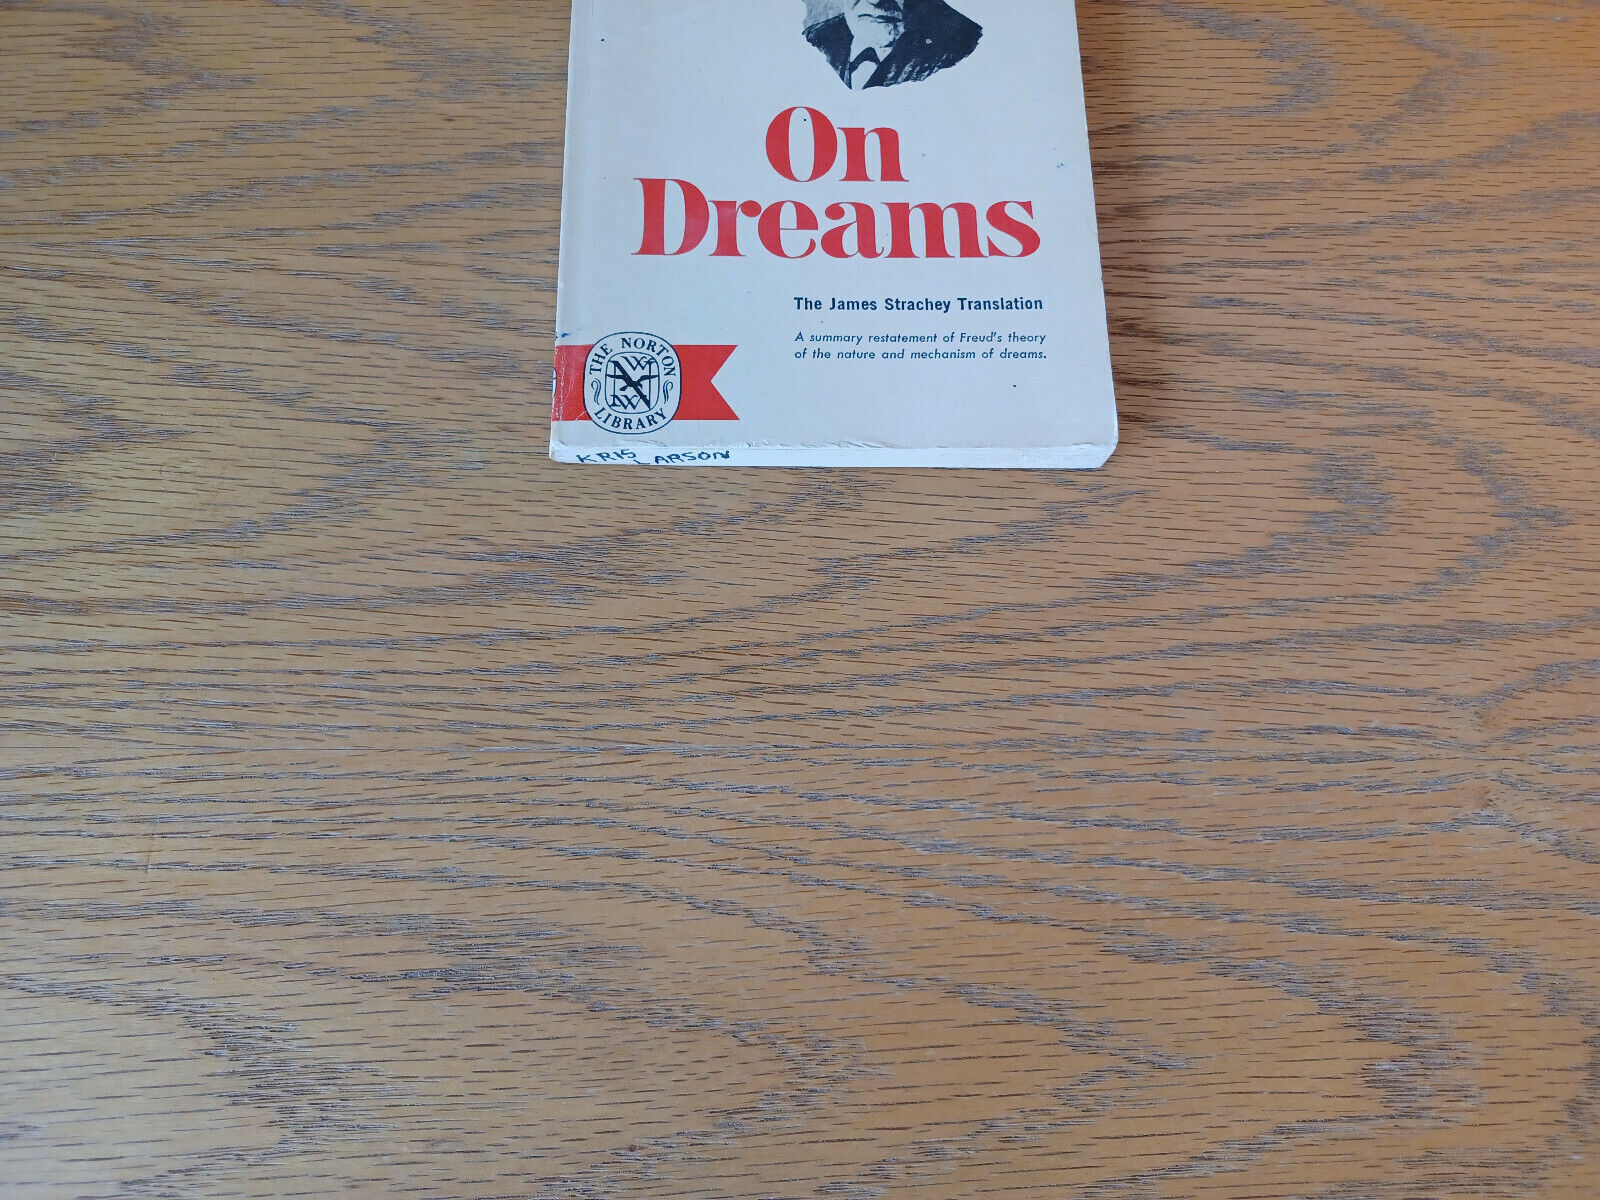 On
Dreams
The James Strachey Translation
A summary restatement of Freud's theory
of the nature and mechanism of dreams.
THE NORTON
LIBRARY
KRIS
LARSON